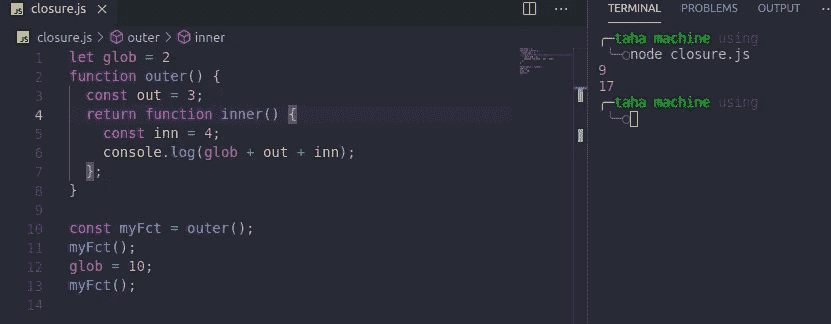 JS closure.js ×
JS closure.js > outer > inner
1 let glob = 2
2 function outer() {
3   const out = 3;
4   return function inner() {
5     const inn = 4;
6     console.log(glob + out + inn);
7   };
8 }
9
10 const myFct = outer();
11 myFct();
12 glob = 10;
13 myFct();
14
TERMINAL PROBLEMS OUTPUT
taha machine using
node closure.js
9
17
taha machine using